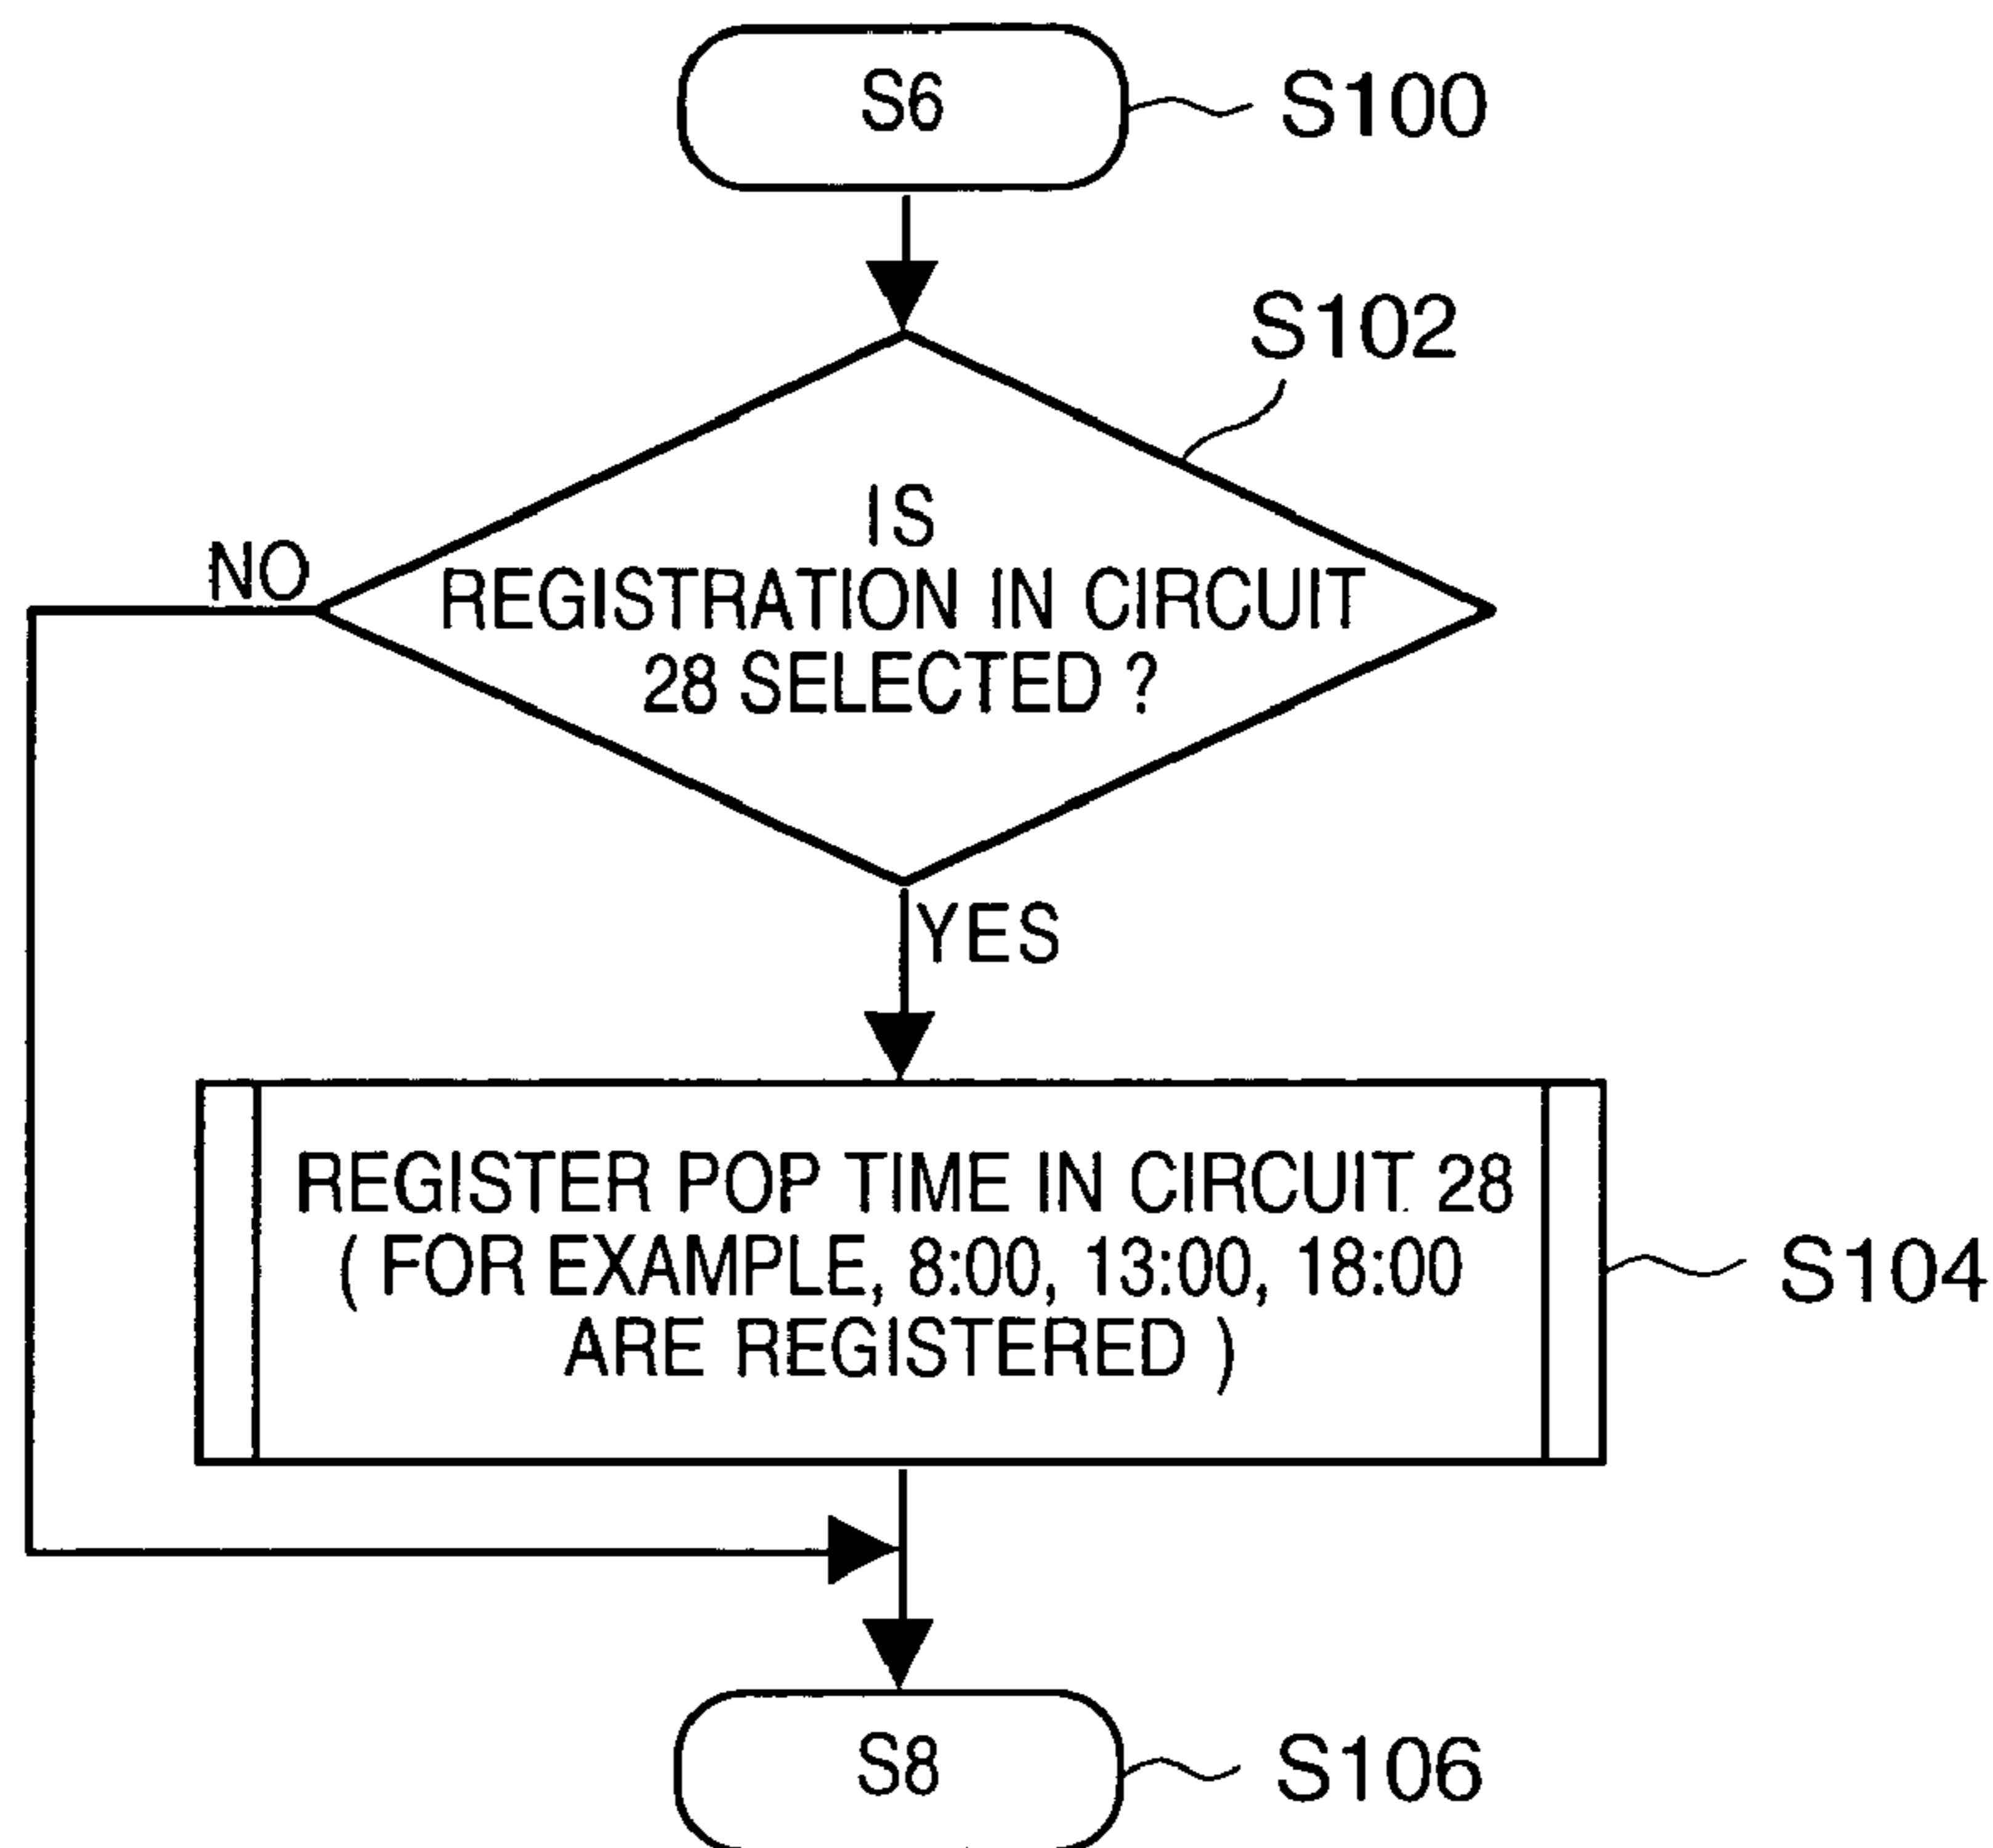 S6
S100
S102
IS
REGISTRATION IN CIRCUIT
28 SELECTED ?
NO
YES
REGISTER POP TIME IN CIRCUIT 28
( FOR EXAMPLE, 8:00, 13:00, 18:00
ARE REGISTERED )
S104
S8
S106